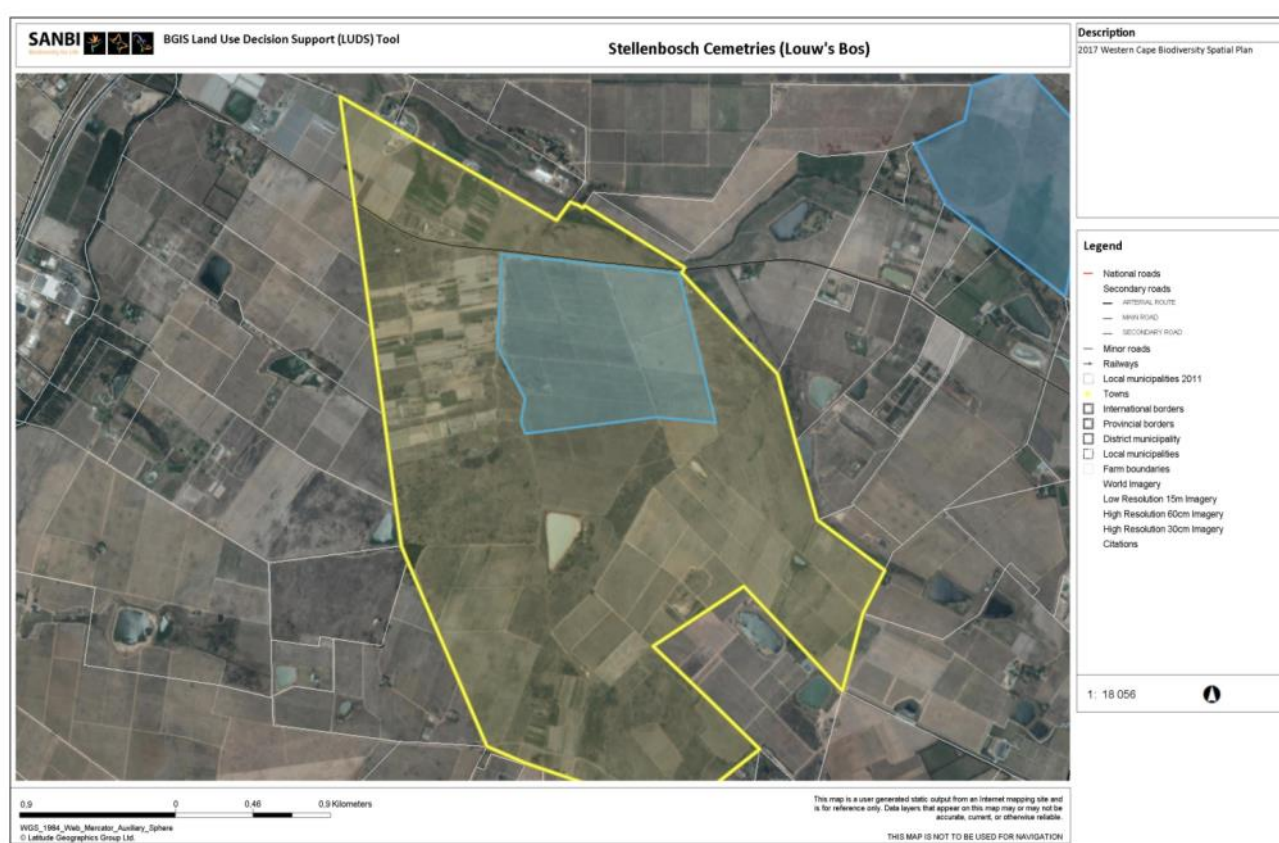 SANBI
Biodiversity for Life
BGIS Land Use Decision Support (LUDS) Tool
Stellenbosch Cemetries (Louw's Bos)
Description
2017 Western Cape Biodiversity Spatial Plan
Legend
National roads
Secondary roads
ARTERIAL ROUTE
MAIN ROAD
SECONDARY ROAD
Minor roads
Railways
Local municipalities 2011
Towns
International borders
Provincial borders
District municiipality
Local municipalities
Farm boundaries
World Imagery
Low Resolution 15m Imagery
High Resolution 60cm Imagery
High Resolution 30cm Imagery
Citations
1: 18 056
0.9 0 0.46 0.9 Kilometers
WGS_1984_Web_Mercator_Auxiliary_Sphere
© Latitude Geographics Group Ltd.
This map is a user generated static output from an Internet mapping site and
is for reference only. Data layers that appear on this map may or may not be
accurate, current, or otherwise reliable.
THIS MAP IS NOT TO BE USED FOR NAVIGATION